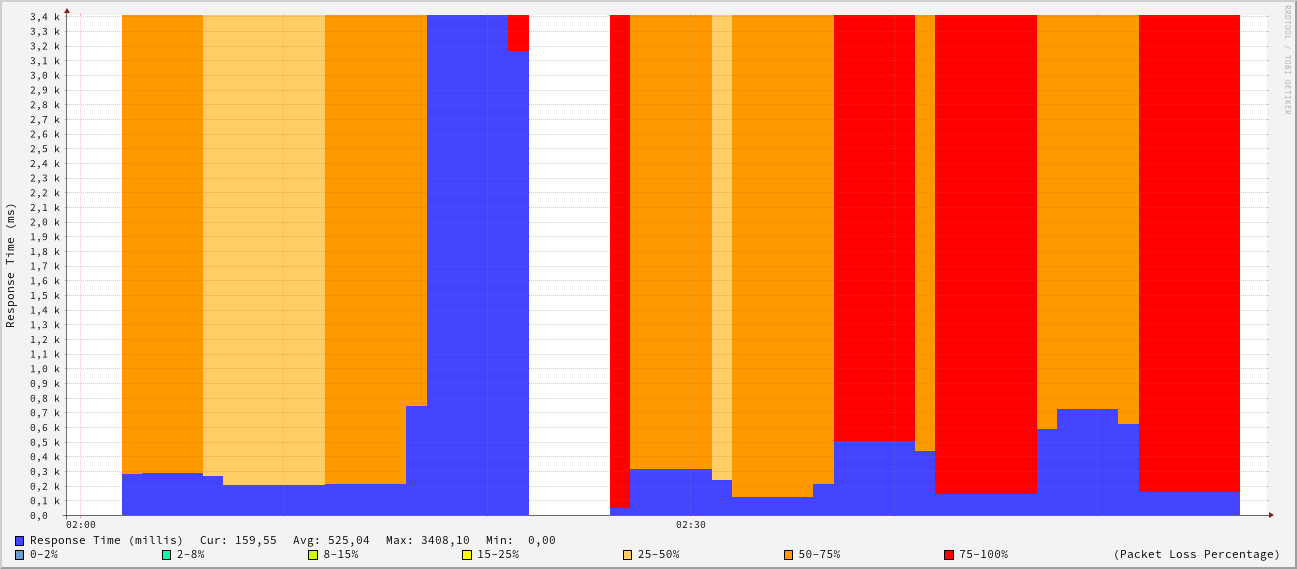 3,4 k
3,3 k
3,2 k
3,1 k
3,0 k
2,9 k
2,8 k
2,7 k
2,6 k
2,5 k
2,4 k
2,3 k
2,2 k
2,1 k
2,0 k
1,9 k
1,8 k
1,7 k
1,6 k
1,5 k
1,4 k
1,3 k
1,2 k
1,1 k
1,0 k
0,9 k
0,8 k
0,7 k
0,6 k
0,5 k
0,4 k
0,3 k
0,2 k
0,1 k
0,0
Response Time (ms)
RRDTOOL / TOBI OETIKER
02:00 02:30
Response Time (millis) Cur: 159,55 Avg: 525,04 Max: 3408,10 Min: 0,00
0-2% 2-8% 8-15% 15-25% 25-50% 50-75% 75-100% (Packet Loss Percentage)